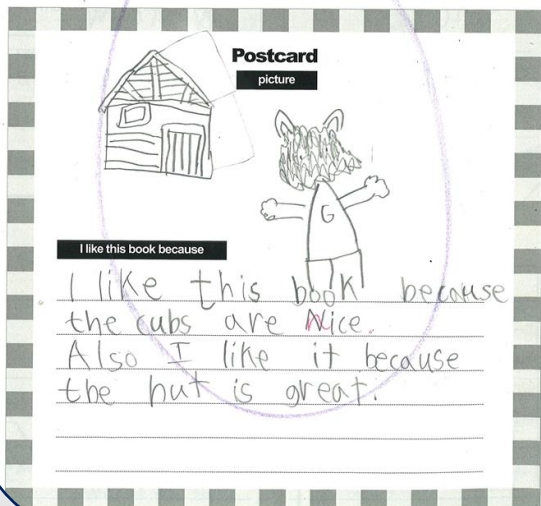 Postcard
picture
G
I like this book because
I like this book because
the cubs are Nice.
Also I like it because
the hut is great.